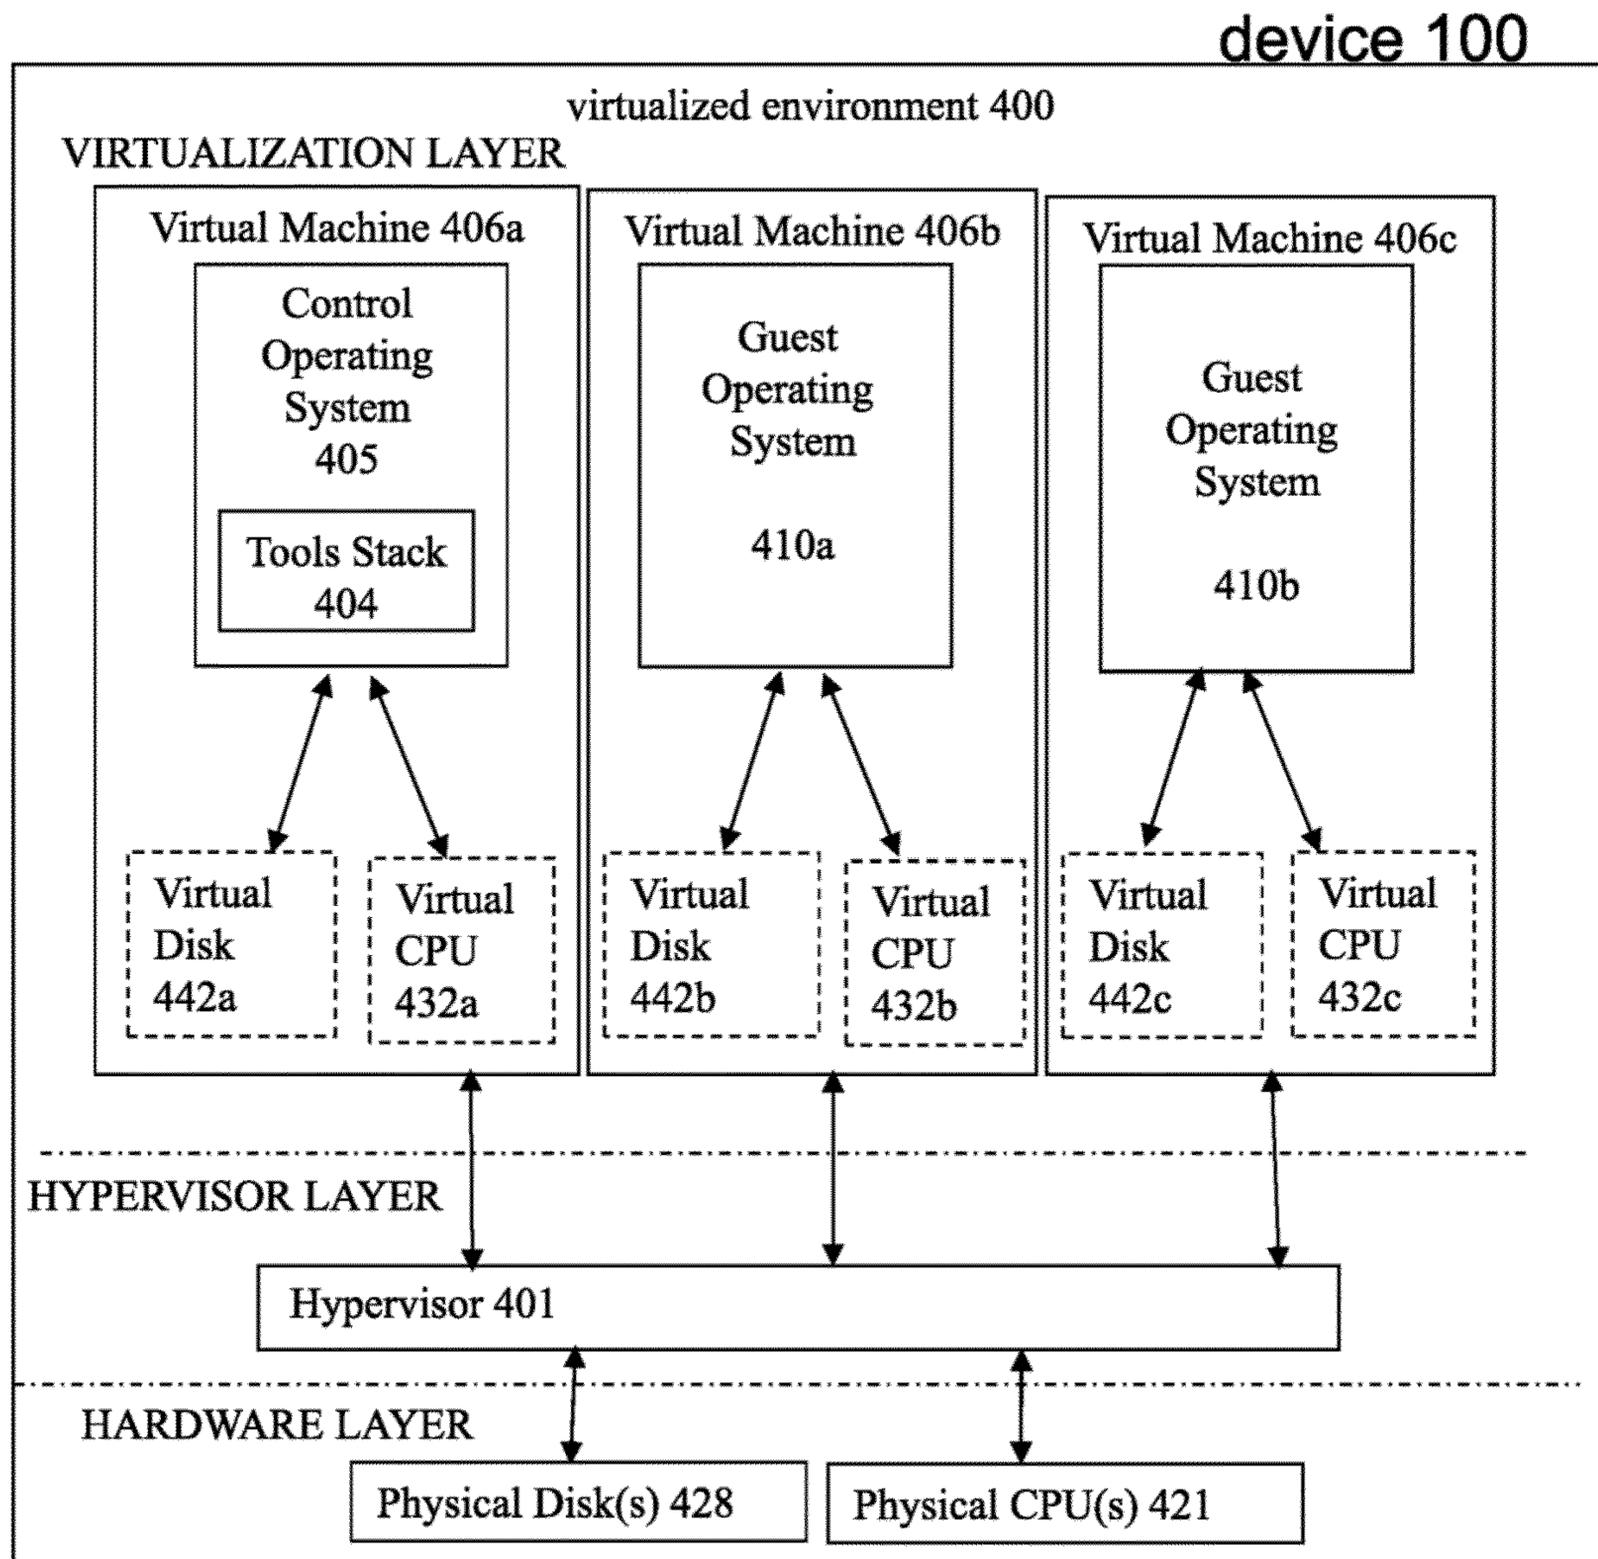 device 100
virtualized environment 400
VIRTUALIZATION LAYER
Virtual Machine 406a
Control
Operating
System
405
Tools Stack
404
Virtual
Disk
442a
Virtual
CPU
432a
Virtual Machine 406b
Guest
Operating
System
410a
Virtual
Disk
442b
Virtual
CPU
432b
Virtual Machine 406c
Guest
Operating
System
410b
Virtual
Disk
442c
Virtual
CPU
432c
HYPERVISOR LAYER
Hypervisor 401
HARDWARE LAYER
Physical Disk(s) 428
Physical CPU(s) 421